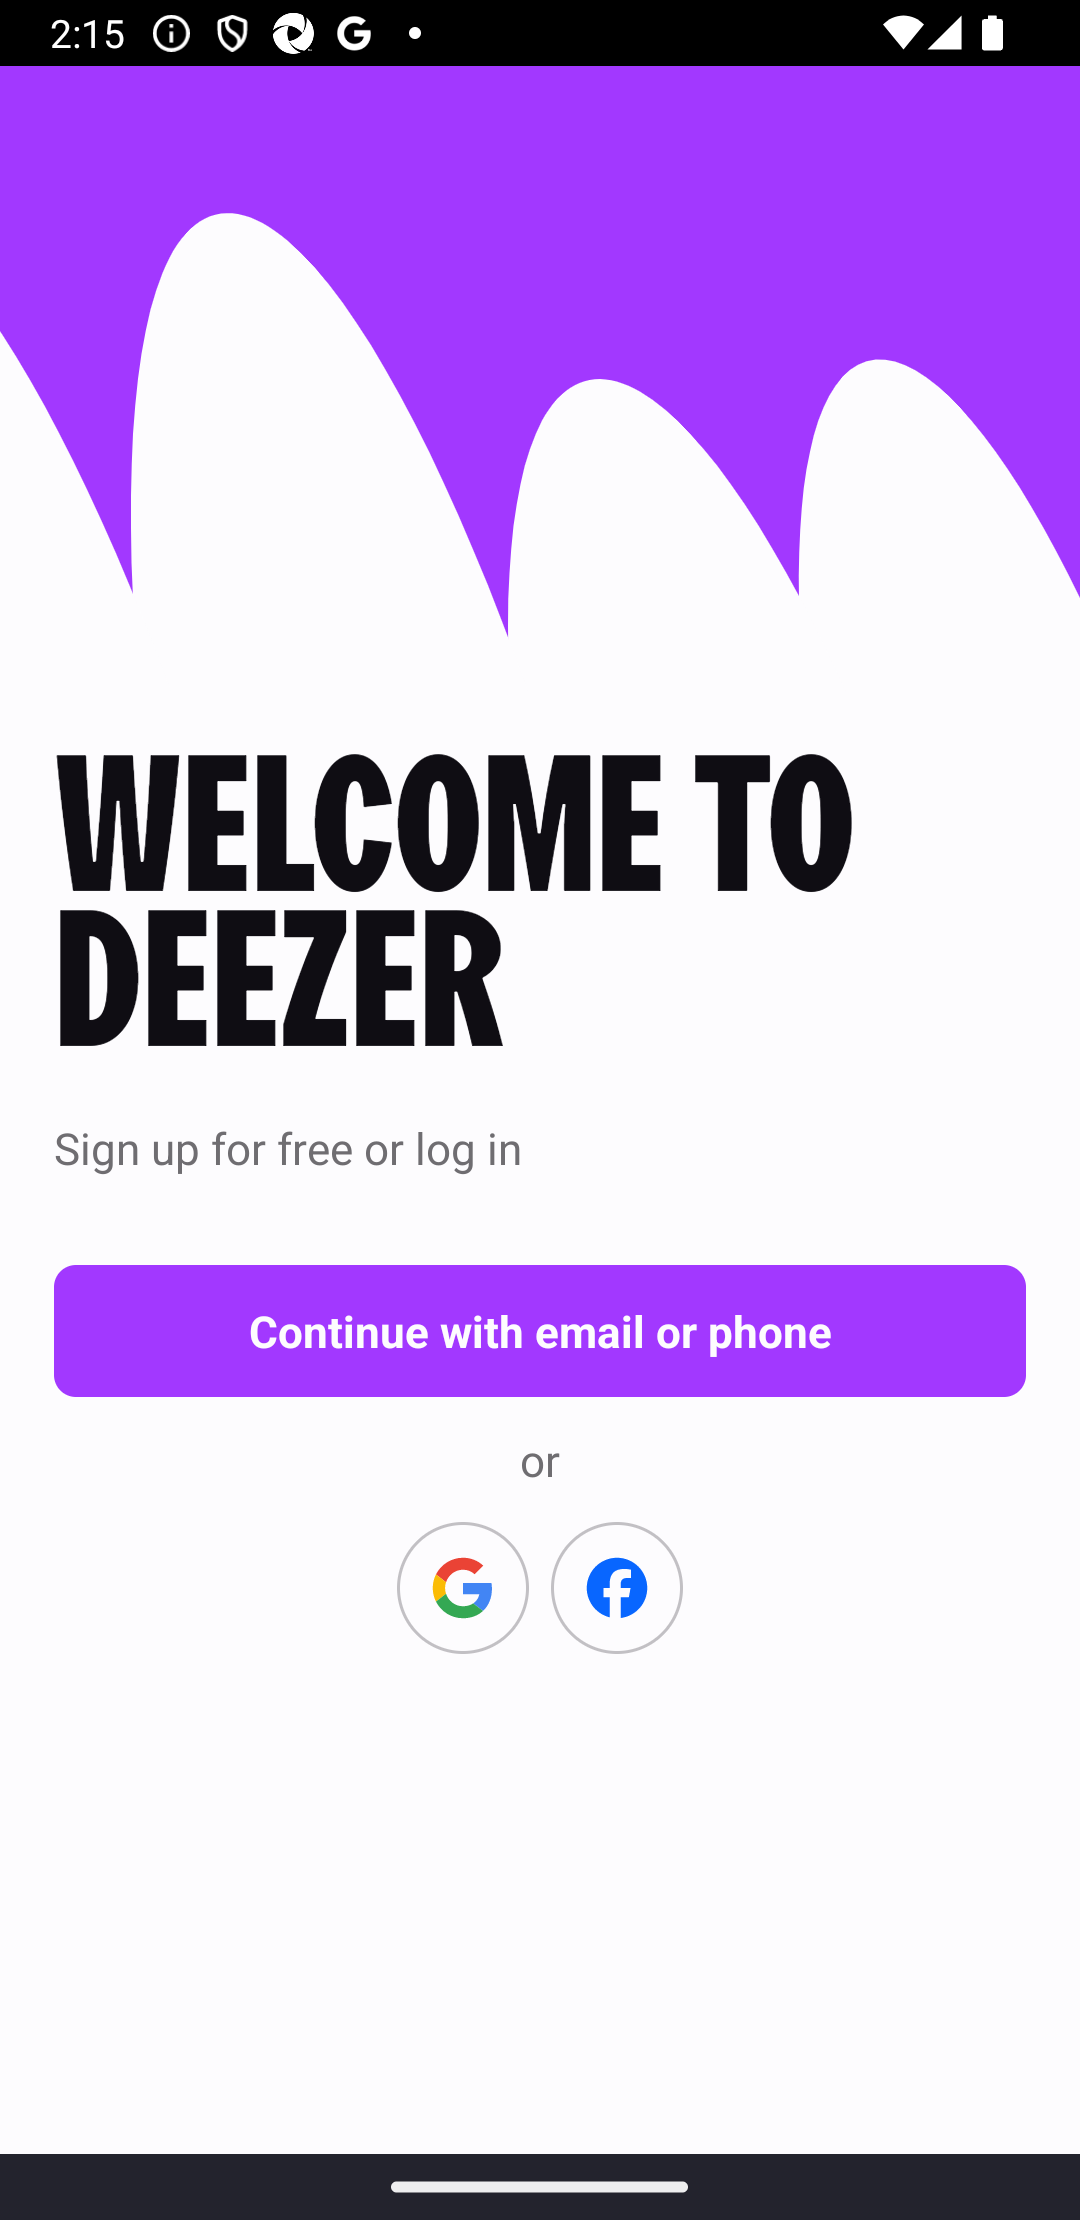 2:15
WELCOME TO
DEEZER
Sign up for free or log in
Continue with email or phone
or